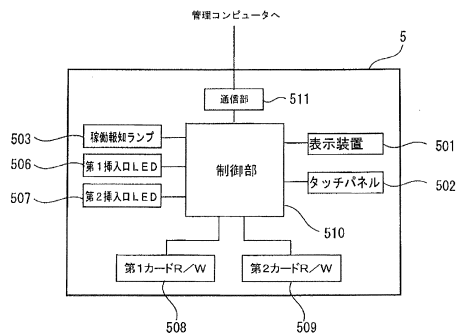 管理コンピュータへ
5
通信部
511
503
稼働報知ランプ
506
第1挿入口LED
507
第2挿入口LED
制御部
510
表示装置
501
タッチパネル
502
第1カードR/W
第2カードR/W
508
509